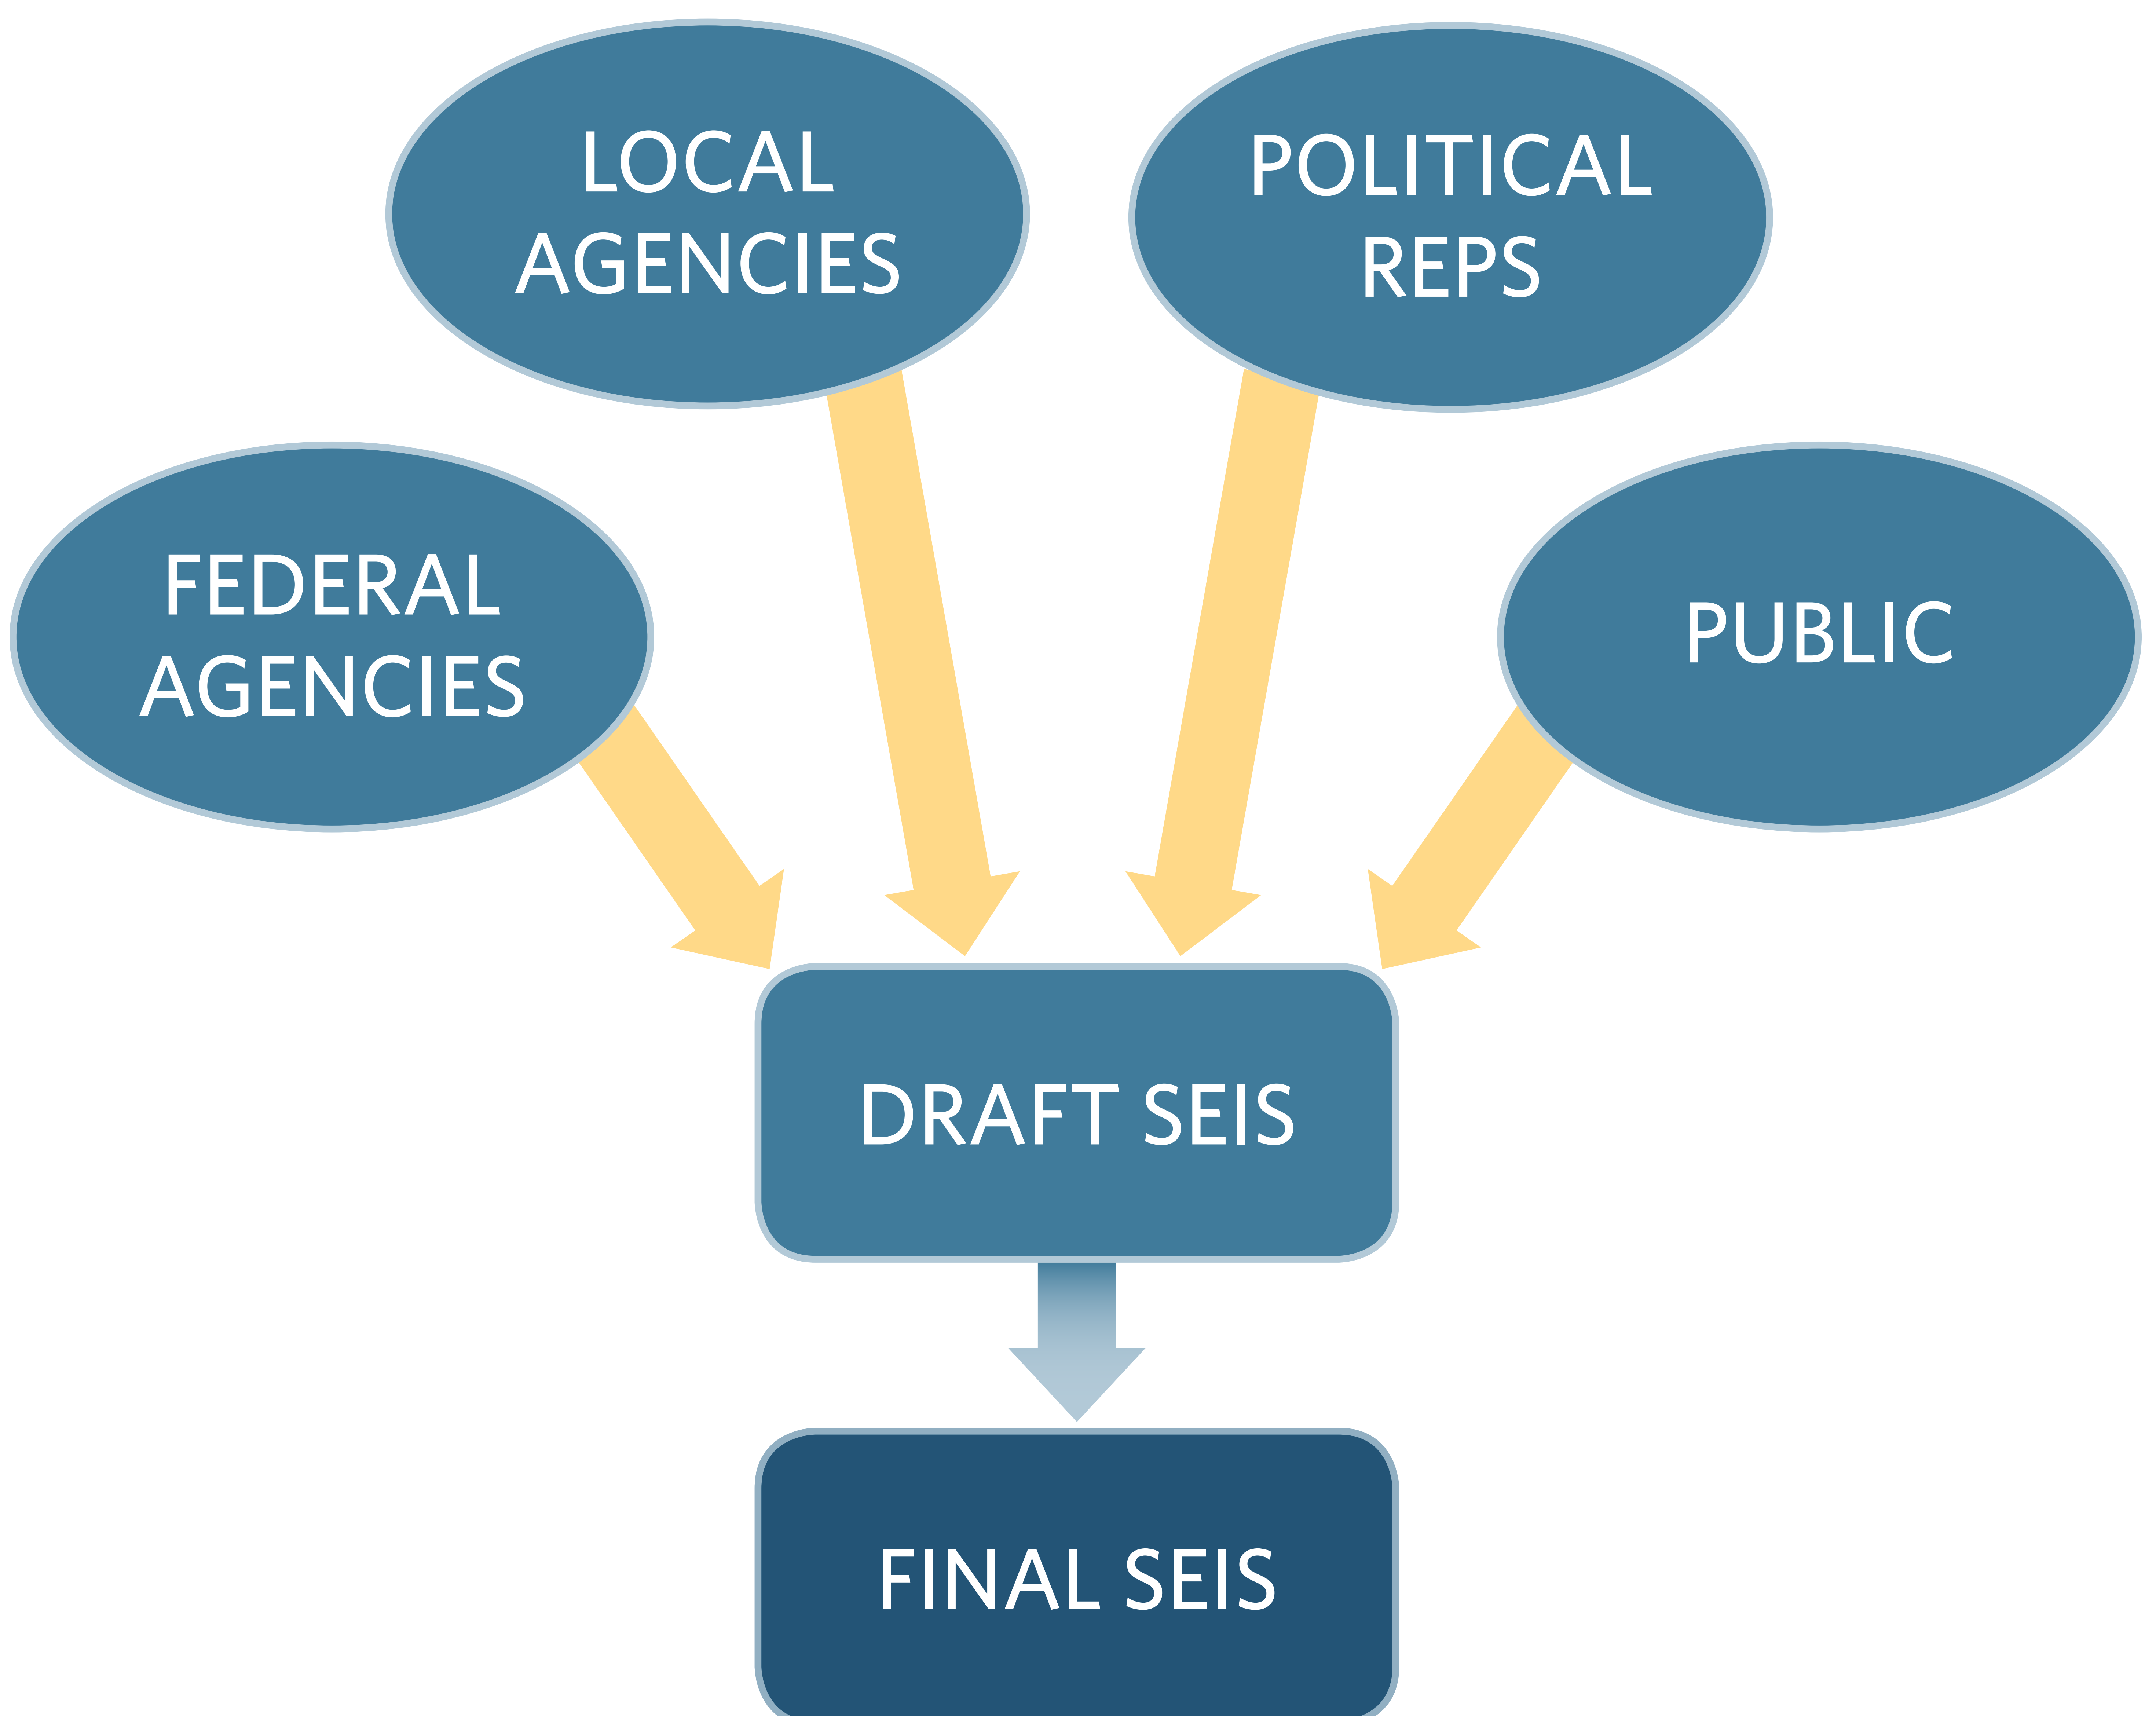 LOCAL
AGENCIES
POLITICAL
REPS
FEDERAL
AGENCIES
PUBLIC
DRAFT SEIS
FINAL SEIS